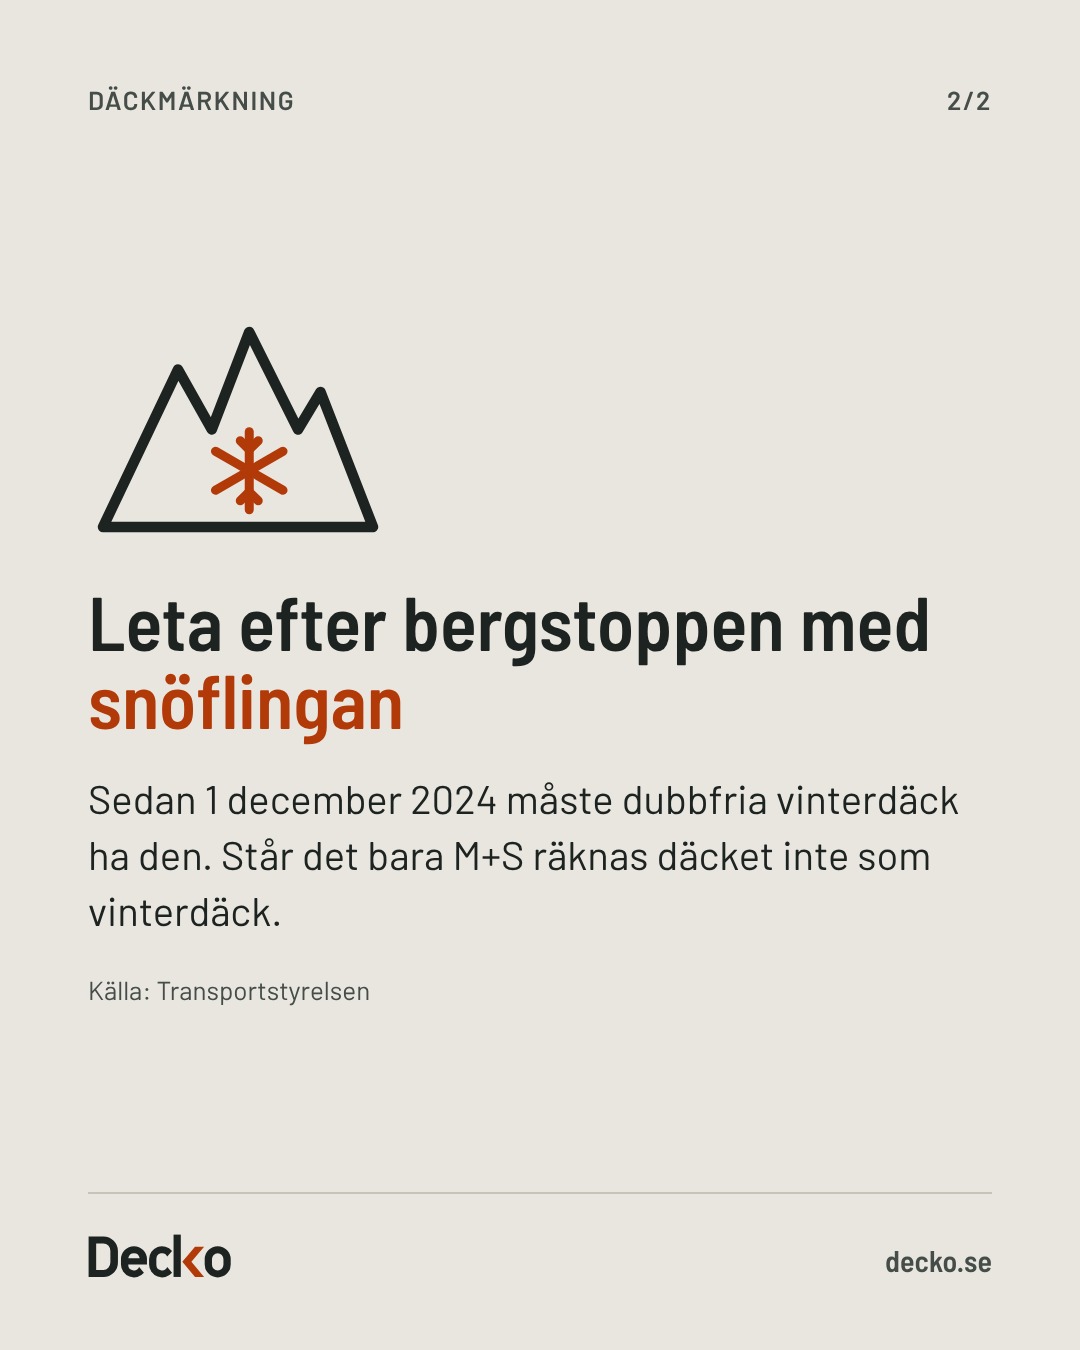 DÄCKMÄRKNING
2/2
Leta efter bergstoppen med
snöflingan
Sedan 1 december 2024 måste dubbfria vinterdäck
ha den. Står det bara M+S räknas däcket inte som
vinterdäck.
Källa: Transportstyrelsen
Decko
decko.se